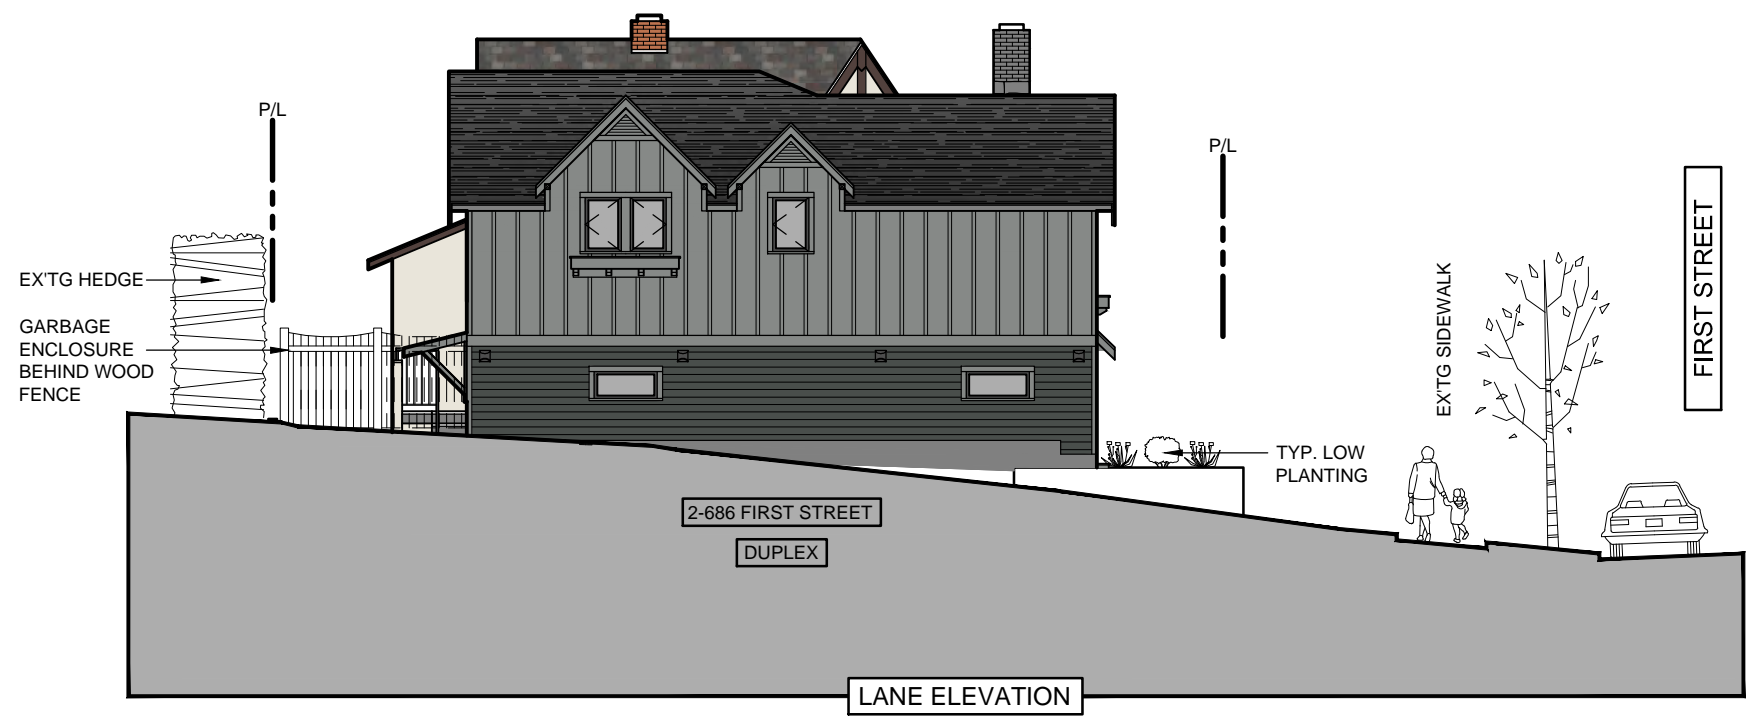 P/L
P/L
EX'TG HEDGE
GARBAGE
ENCLOSURE
BEHIND WOOD
FENCE
EX'TG SIDEWALK
FIRST STREET
TYP. LOW
PLANTING
2-686 FIRST STREET
DUPLEX
LANE ELEVATION